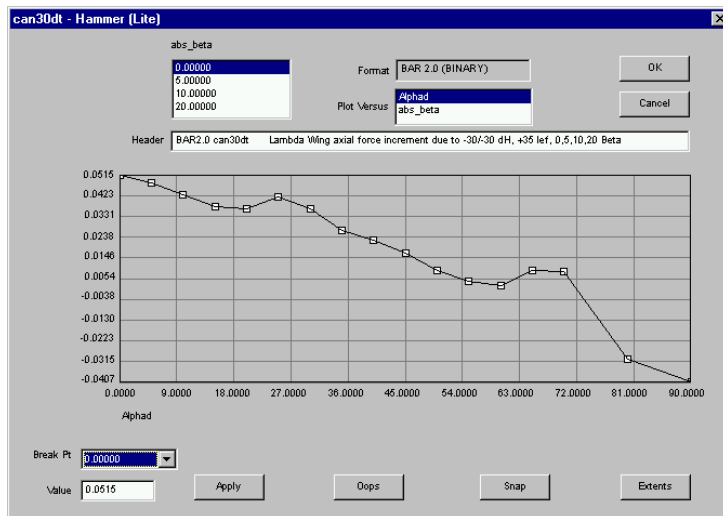 can30dt - Hammer (Lite)
abs_beta
0.00000
5.00000
10.00000
20.00000
Format BAR 2.0 (BINARY)
Plot Versus Alphad
abs_beta
OK
Cancel
Header BAR2.0 can30dt Lambda Wing axial force increment due to -30/-30 dH, +35 lef, 0,5,10,20 Beta
0.0515
0.0423
0.0331
0.0238
0.0146
0.0054
-0.0038
-0.0130
-0.0223
-0.0315
-0.0407
0.0000 9.0000 18.0000 27.0000 36.0000 45.0000 54.0000 63.0000 72.0000 81.0000 90.0000
Alphad
Break Pt 0.00000
Value 0.0515
Apply
Oops
Snap
Extents